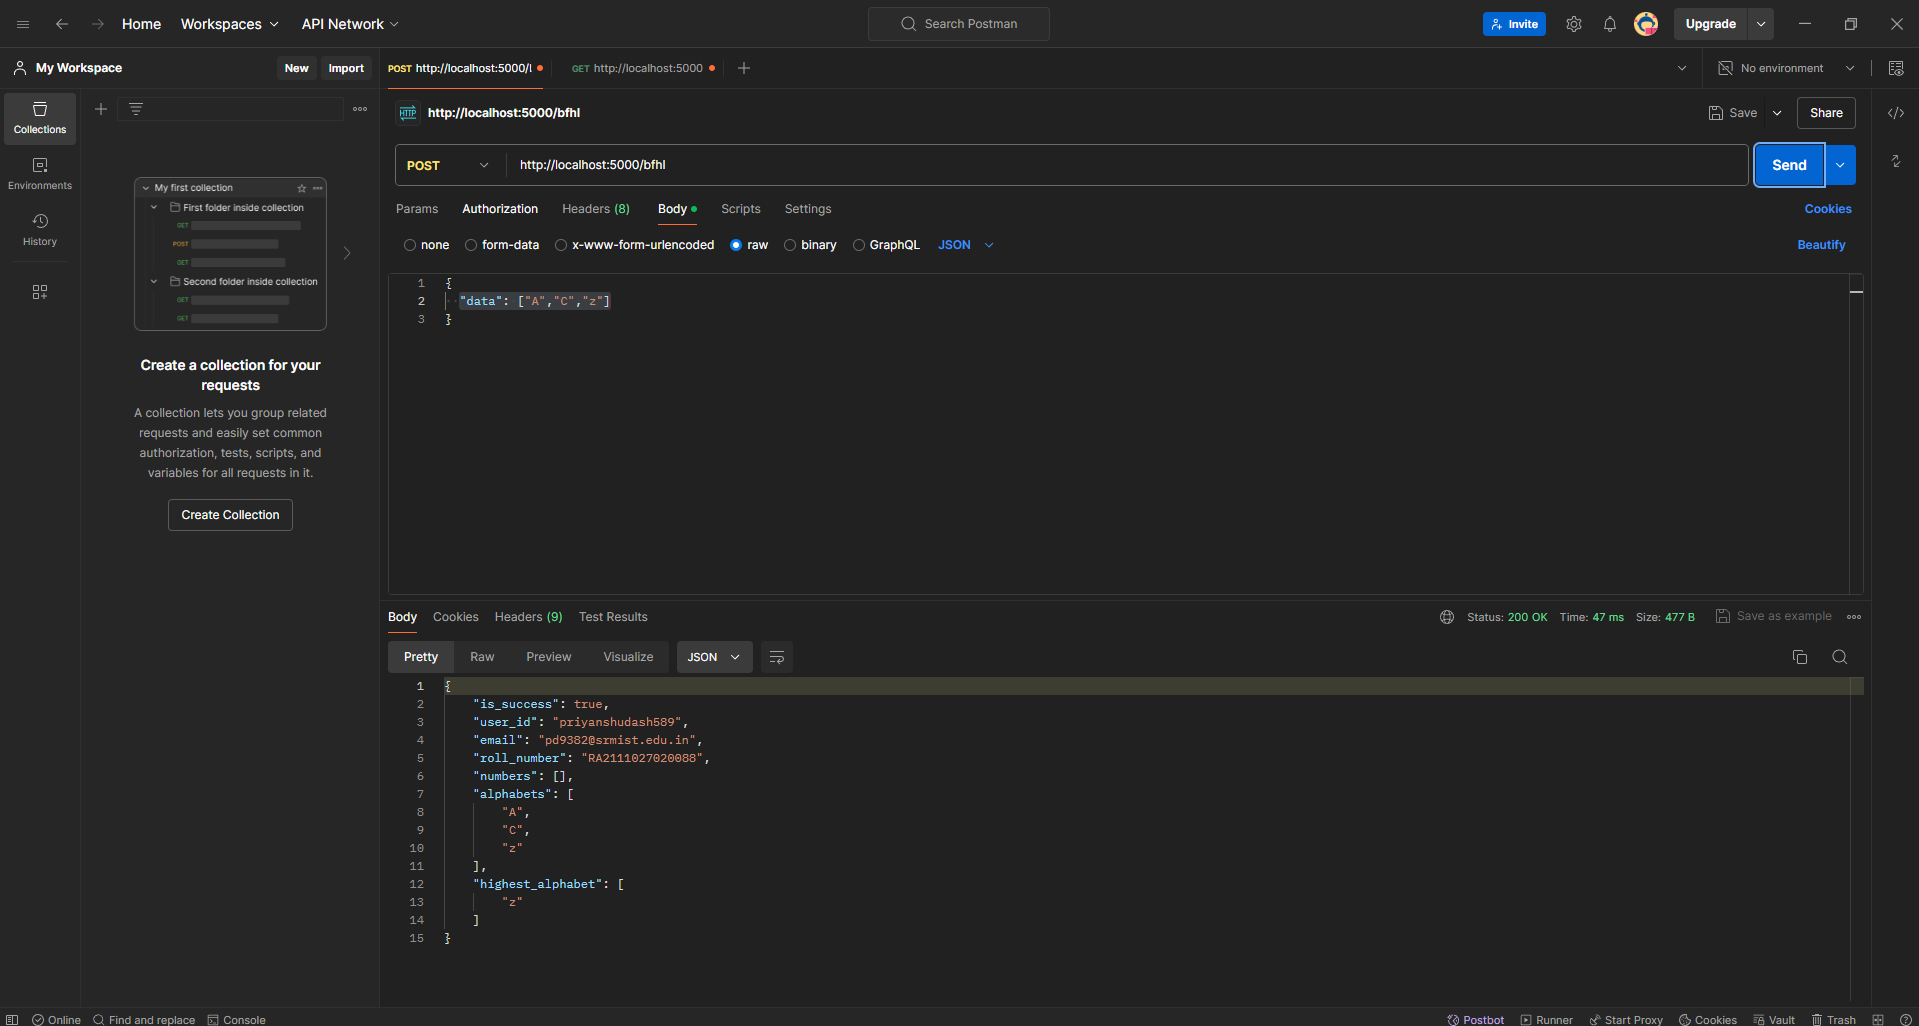 Home Workspaces API Network Search Postman Invite Upgrade
My Workspace New Import POST http://localhost:5000/l GET http://localhost:5000 No environment
Collections
Environments
History
My first collection
First folder inside collection
GET
POST
GET
Second folder inside collection
GET
GET
Create a collection for your
requests
A collection lets you group related
requests and easily set common
authorization, tests, scripts, and
variables for all requests in it.
Create Collection
HTTP http://localhost:5000/bfhl Save Share
POST http://localhost:5000/bfhl Send
Params Authorization Headers (8) Body Scripts Settings Cookies
none form-data x-www-form-urlencoded raw binary GraphQL JSON Beautify
1 {
2 "data": ["A","C","z"]
3 }
Body Cookies Headers (9) Test Results Status: 200 OK Time: 47 ms Size: 477 B Save as example
Pretty Raw Preview Visualize JSON
1 {
2 "is_success": true,
3 "user_id": "priyanshudash589",
4 "email": "pd9382@srmist.edu.in",
5 "roll_number": "RA2111027020088",
6 "numbers": [],
7 "alphabets": [
8 "A",
9 "C",
10 "z"
11 ],
12 "highest_alphabet": [
13 "z"
14 ]
15 }
Online Find and replace Console Postbot Runner Start Proxy Cookies Vault Trash